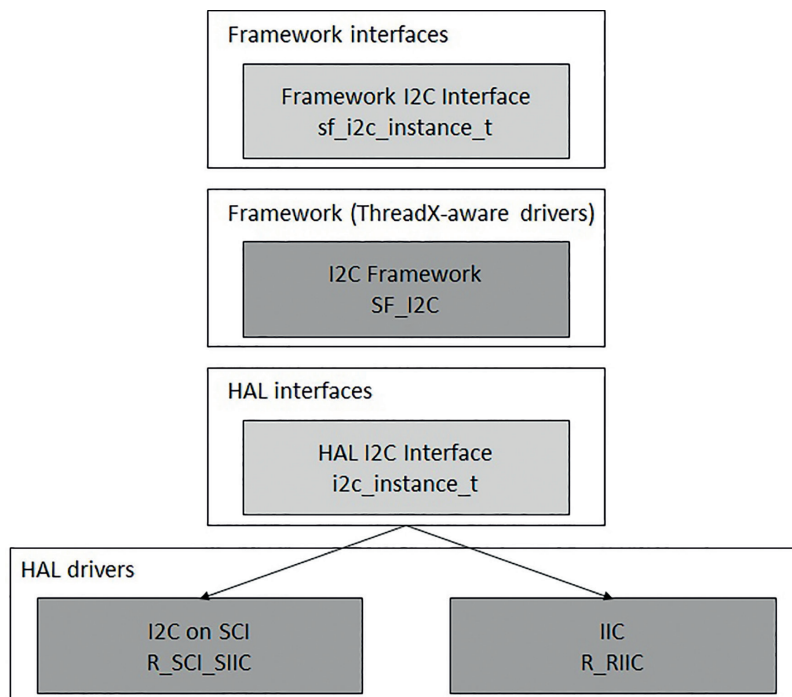 Framework interfaces
Framework I2C Interface
sf_i2c_instance_t
Framework (ThreadX-aware drivers)
I2C Framework
SF_I2C
HAL interfaces
HAL I2C Interface
i2c_instance_t
HAL drivers
I2C on SCI
R_SCI_SIIC
IIC
R_RIIC